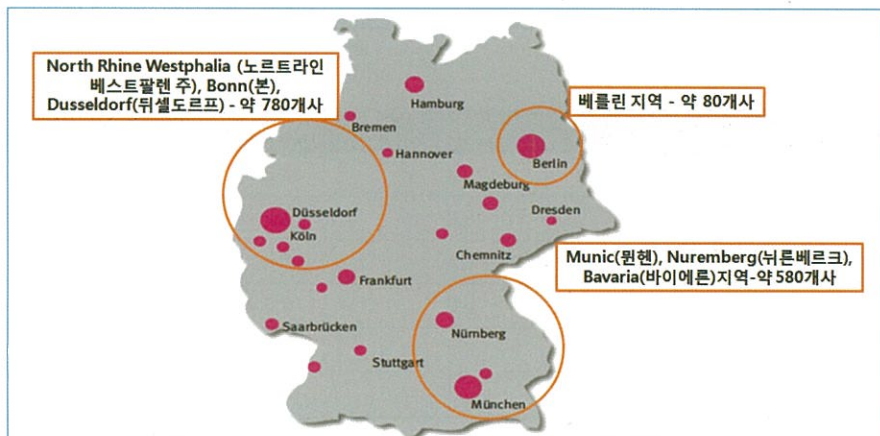 North Rhine Westphalia (노르트라인
베스트팔렌 주), Bonn(본),
Dusseldorf(뒤셀도르프) - 약 780개사
Hamburg
베를린 지역 - 약 80개사
Bremen
Hannover
Berlin
Magdeburg
Düsseldorf
Dresden
Köln
Chemnitz
Munic(뮌헨), Nuremberg(뉘른베르크),
Bavaria(바이에른)지역-약 580개사
Frankfurt
Saarbrücken
Nürnberg
Stuttgart
München